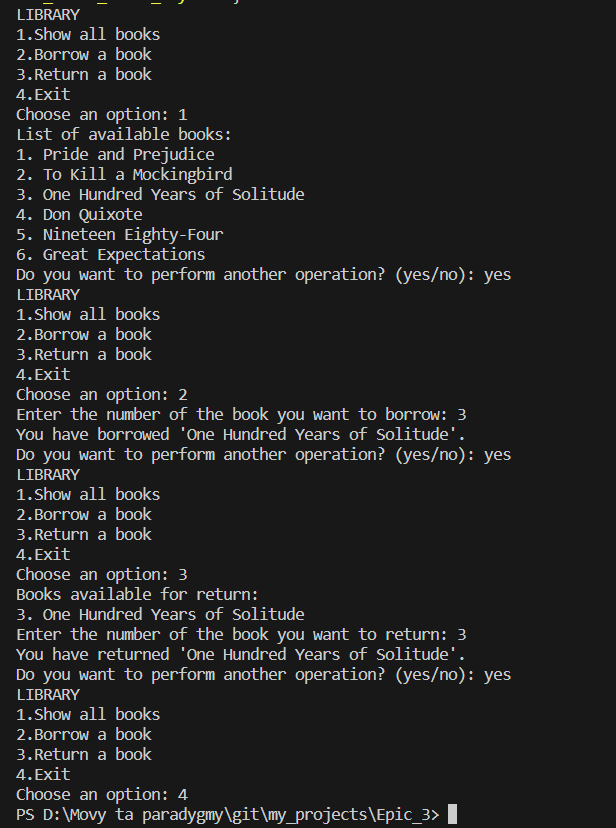 LIBRARY
1.Show all books
2.Borrow a book
3.Return a book
4.Exit
Choose an option: 1
List of available books:
1. Pride and Prejudice
2. To Kill a Mockingbird
3. One Hundred Years of Solitude
4. Don Quixote
5. Nineteen Eighty-Four
6. Great Expectations
Do you want to perform another operation? (yes/no): yes
LIBRARY
1.Show all books
2.Borrow a book
3.Return a book
4.Exit
Choose an option: 2
Enter the number of the book you want to borrow: 3
You have borrowed 'One Hundred Years of Solitude'.
Do you want to perform another operation? (yes/no): yes
LIBRARY
1.Show all books
2.Borrow a book
3.Return a book
4.Exit
Choose an option: 3
Books available for return:
3. One Hundred Years of Solitude
Enter the number of the book you want to return: 3
You have returned 'One Hundred Years of Solitude'.
Do you want to perform another operation? (yes/no): yes
LIBRARY
1.Show all books
2.Borrow a book
3.Return a book
4.Exit
Choose an option: 4
PS D:\Movy ta paradygmy\git\my_projects\Epic_3>